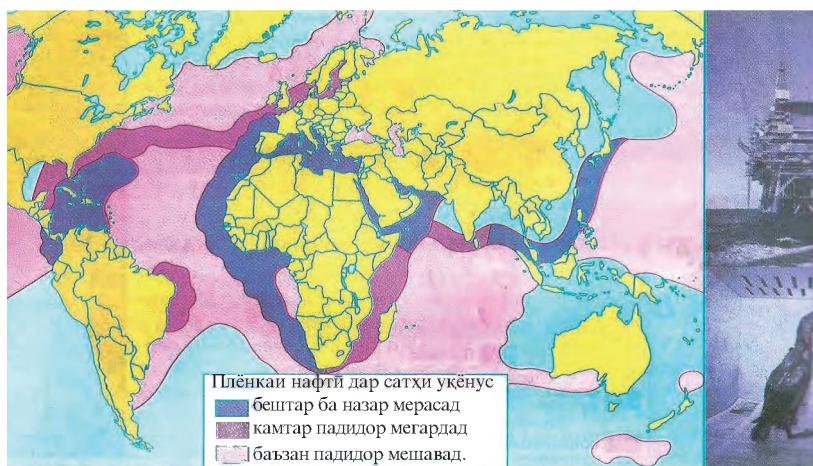 Плёнкаи нафтӣ дар сатҳи уқёнус
бештар ба назар мерасад
камтар падидор мегардад
баъзан падидор мешавад.